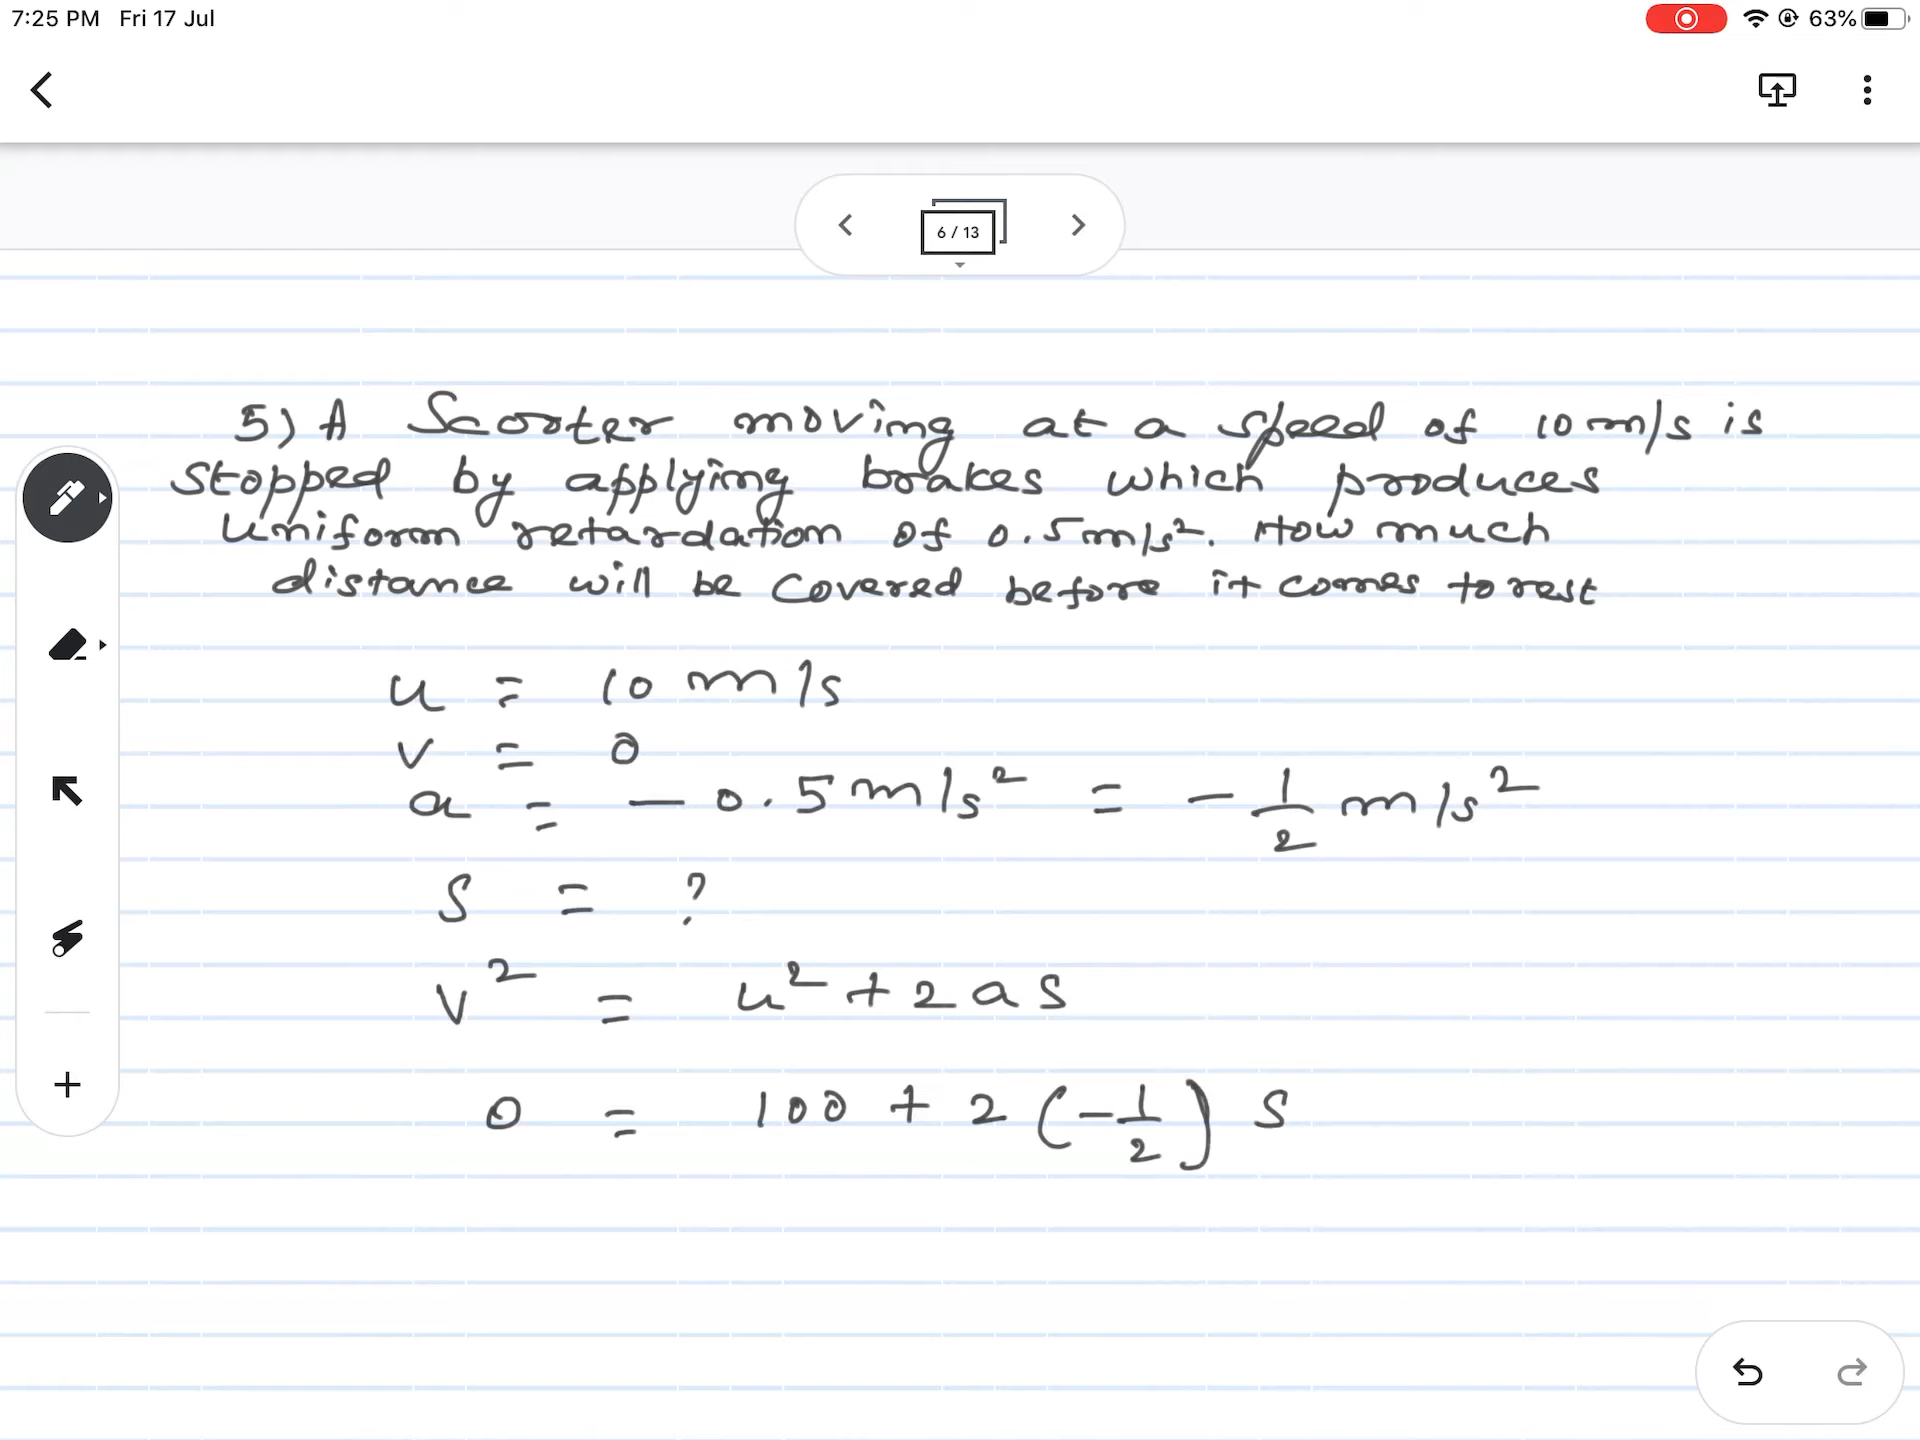 7:25 PM Fri 17 Jul 63%
6 / 13
5) A Scooter moving at a speed of 10 m/s is
stopped by applying brakes which produces
uniform retardation of 0.5 m/s². How much
distance will be covered before it comes to rest
u = 10 m/s
v = 0
a = - 0.5 m/s² = - 1/2 m/s²
S = ?
v² = u² + 2 a s
0 = 100 + 2 (-1/2) s